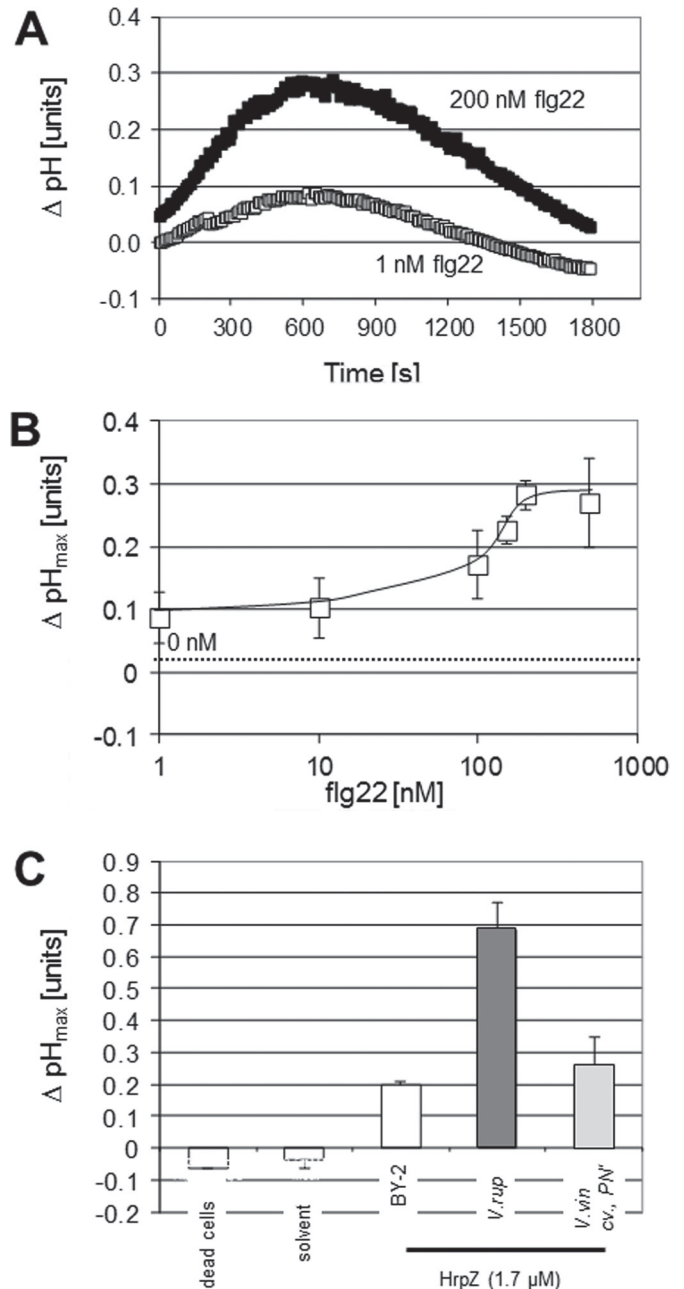 A
Δ pH [units]
0.4
0.3
0.2
0.1
0.0
-0.1
200 nM flg22
1 nM flg22
0 300 600 900 1200 1500 1800
Time [s]
B
Δ pHmax [units]
0.4
0.3
0.2
0.1
0
-0.1
0 nM
1 10 100 1000
flg22 [nM]
C
Δ pHmax [units]
0.9
0.8
0.7
0.6
0.5
0.4
0.3
0.2
0.1
0
-0.1
-0.2
dead cells
solvent
BY-2
V.rup
V.vin
cv., PN'
HrpZ (1.7 µM)